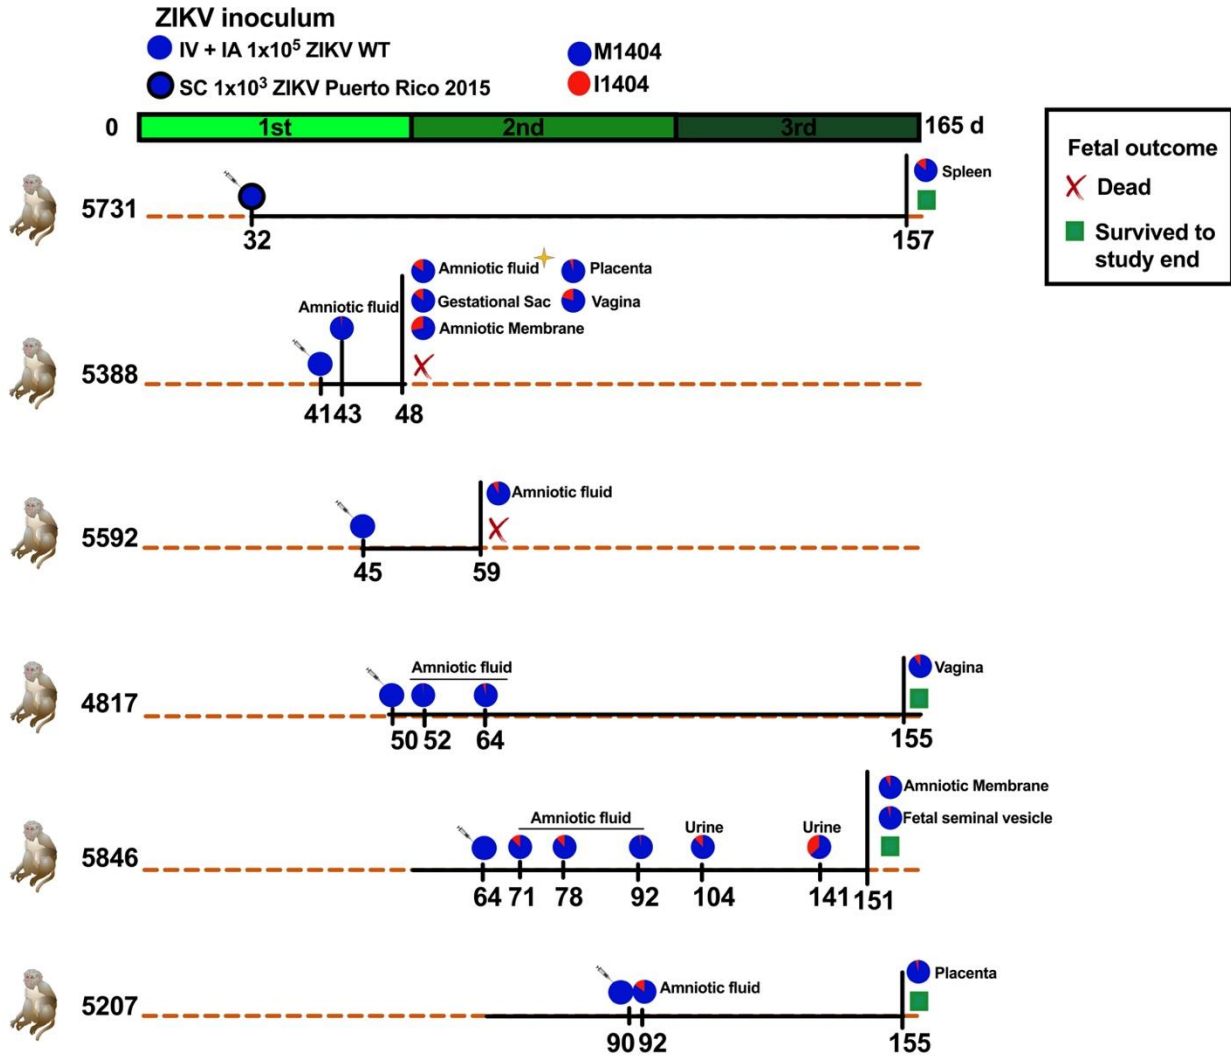 ZIKV inoculum
IV + IA 1x10⁵ ZIKV WT
SC 1x10³ ZIKV Puerto Rico 2015
M1404
I1404
0 1st 2nd 3rd 165 d
Fetal outcome
Dead
Survived to
study end
5731
32
157
Spleen
5388
Amniotic fluid
41 43 48
Amniotic fluid
Placenta
Gestational Sac
Vagina
Amniotic Membrane
5592
45 59
Amniotic fluid
4817
Amniotic fluid
50 52 64 155
Vagina
5846
Amniotic fluid
Urine
Urine
64 71 78 92 104 141 151
Amniotic Membrane
Fetal seminal vesicle
5207
Amniotic fluid
90 92 155
Placenta